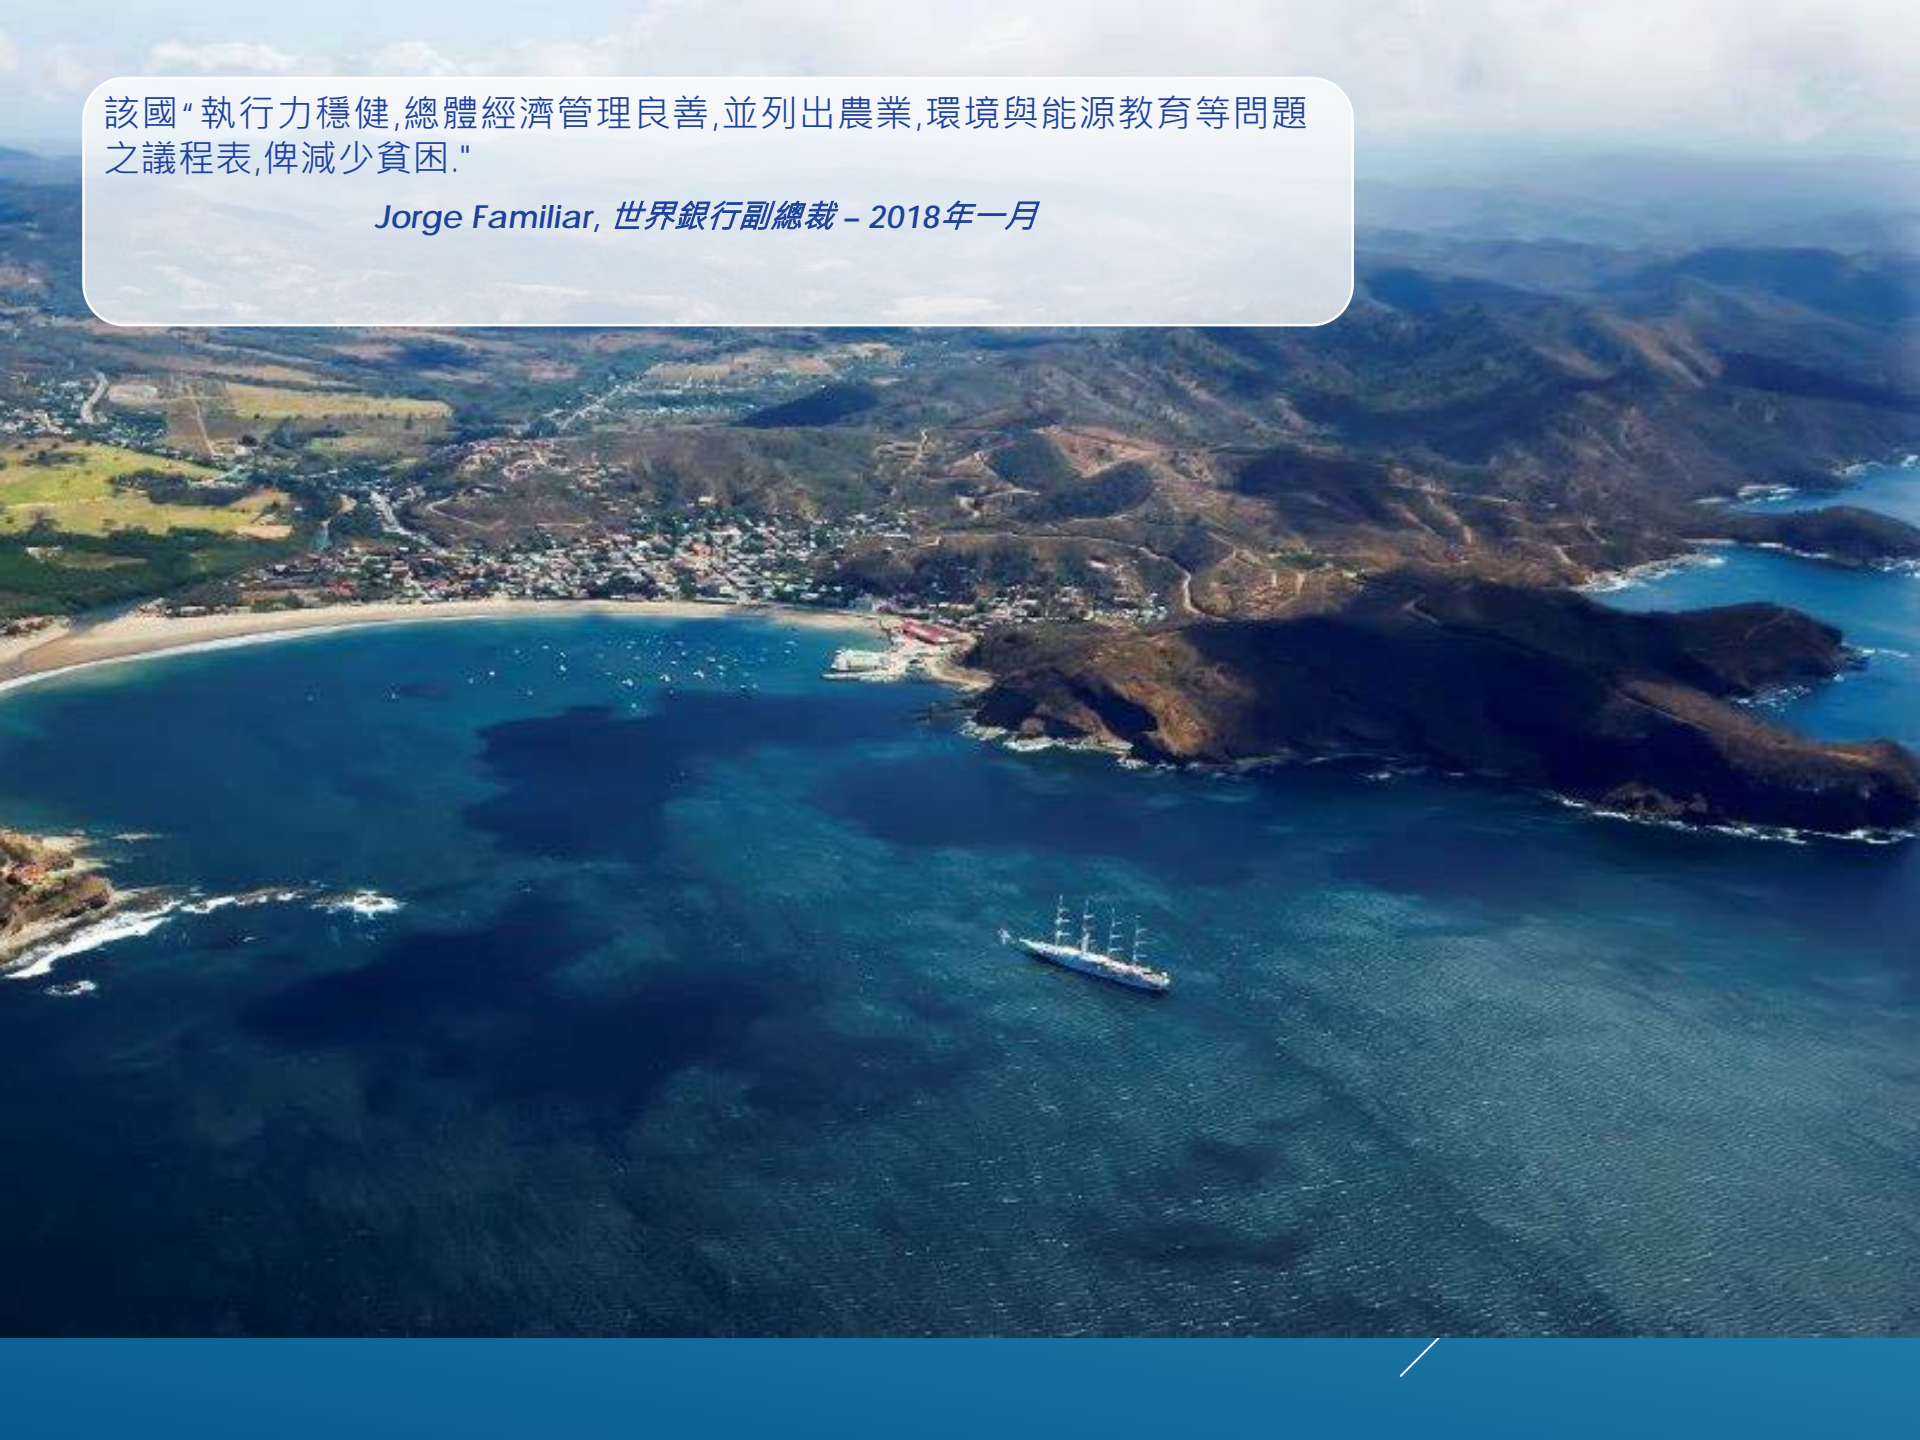 該國“執行力穩健,總體經濟管理良善,並列出農業,環境與能源教育等問題
之議程表,俾減少貧困."
Jorge Familiar, 世界銀行副總裁 – 2018年一月